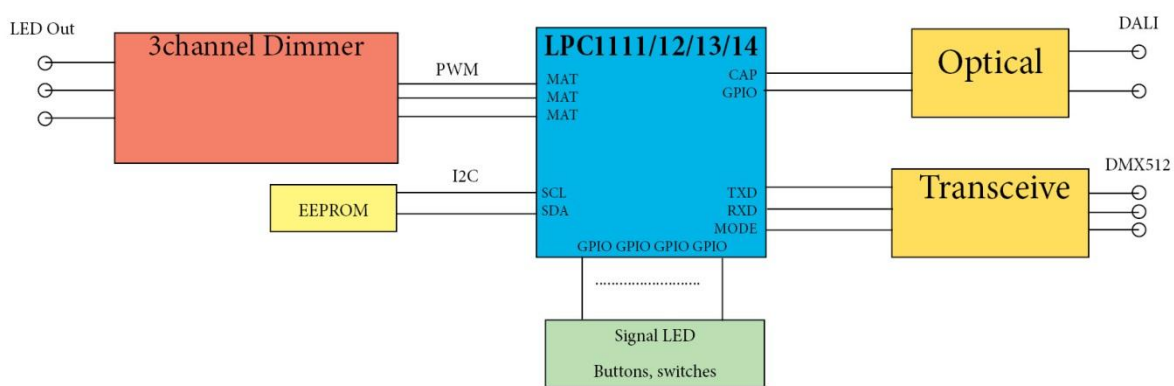 LED Out
3channel Dimmer
PWM
I2C
EEPROM
LPC1111/12/13/14
MAT
MAT
MAT
SCL
SDA
CAP
GPIO
TXD
RXD
MODE
GPIO GPIO GPIO GPIO
..........................
Signal LED
Buttons, switches
Optical
DALI
Transceive
DMX512